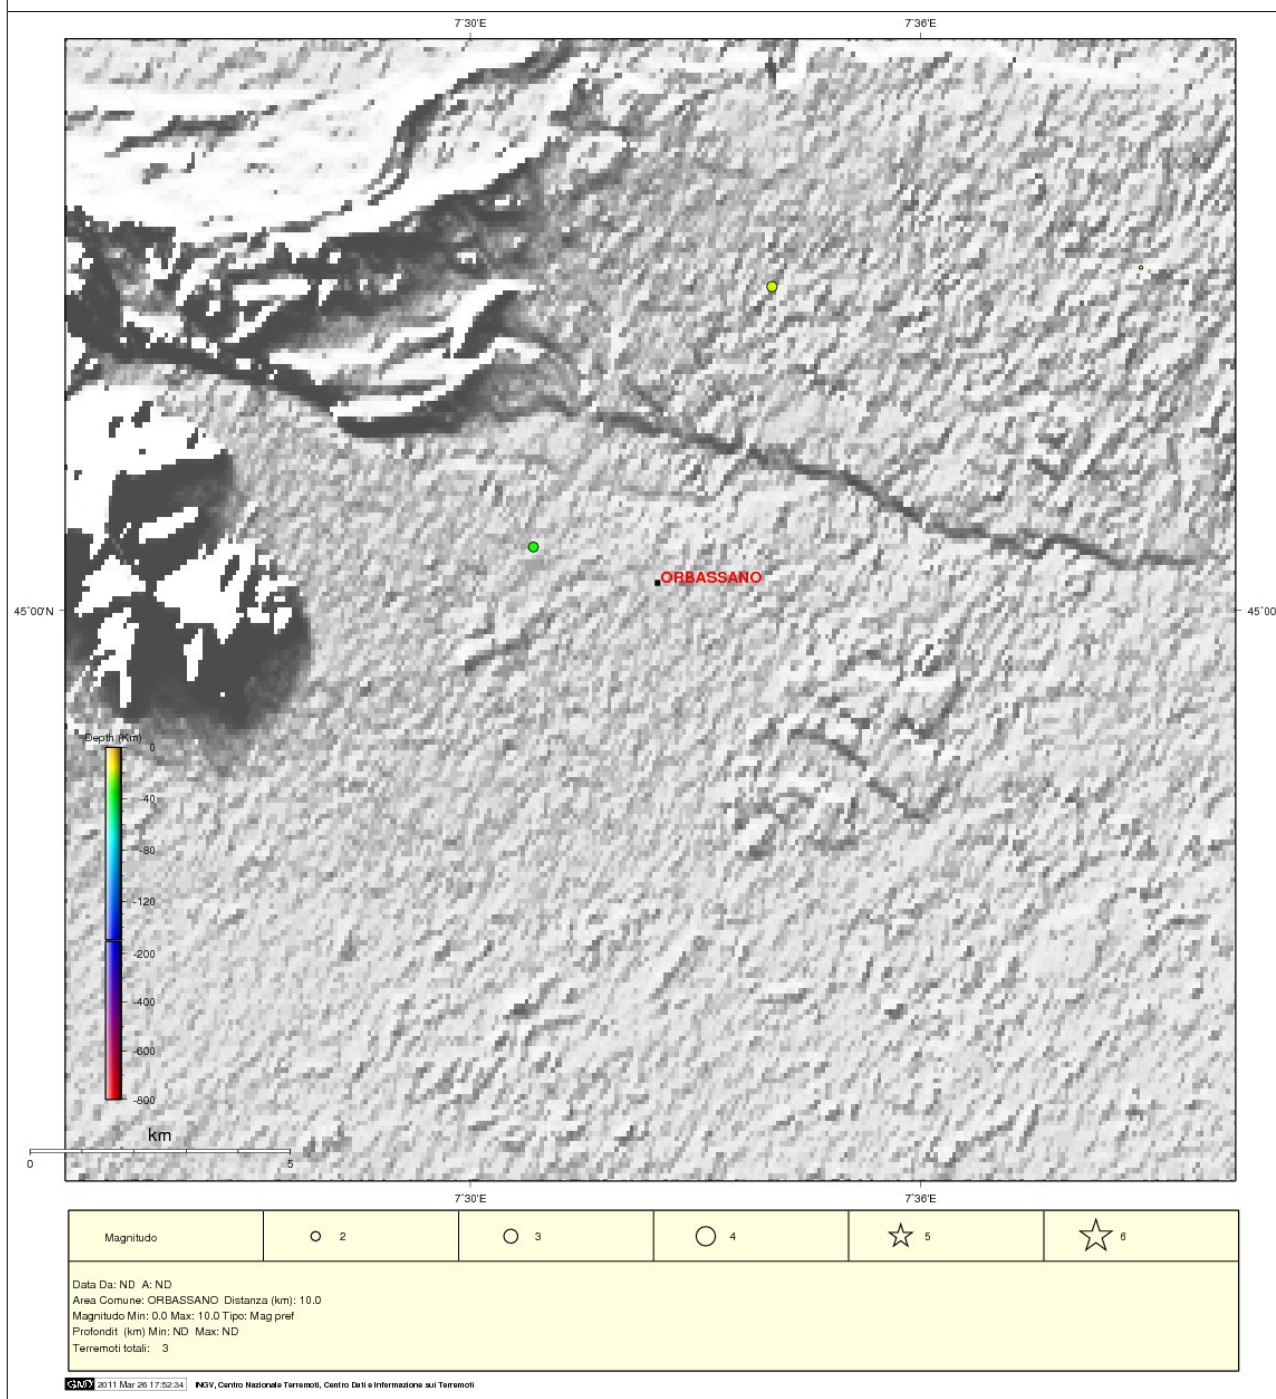 7°30'E 7°36'E
ORBASSANO
45°00'N 45°00
Depth (Km)
0
-40
-80
-120
-200
-400
-600
-800
km
0 5
7°30'E 7°36'E
Magnitudo 2 3 4 5 6
Data Da: ND A: ND
Area Comune: ORBASSANO Distanza (km): 10.0
Magnitudo Min: 0.0 Max: 10.0 Tipo: Mag pref
Profondit (km) Min: ND Max: ND
Terremoti totali: 3
GMD 2011 Mar 26 17:52:34 INGV, Centro Nazionale Terremoti, Centro Dati e Informazione sui Terremoti